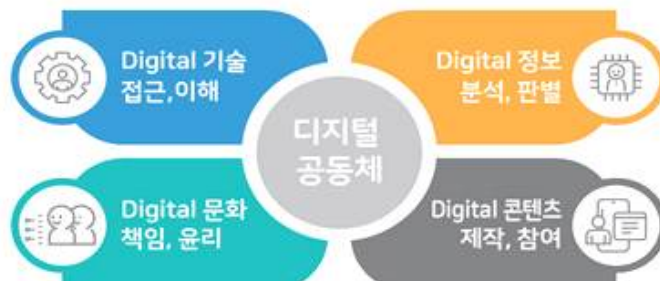 Digital 기술
접근,이해
Digital 정보
분석, 판별
디지털
공동체
Digital 문화
책임, 윤리
Digital 콘텐츠
제작, 참여